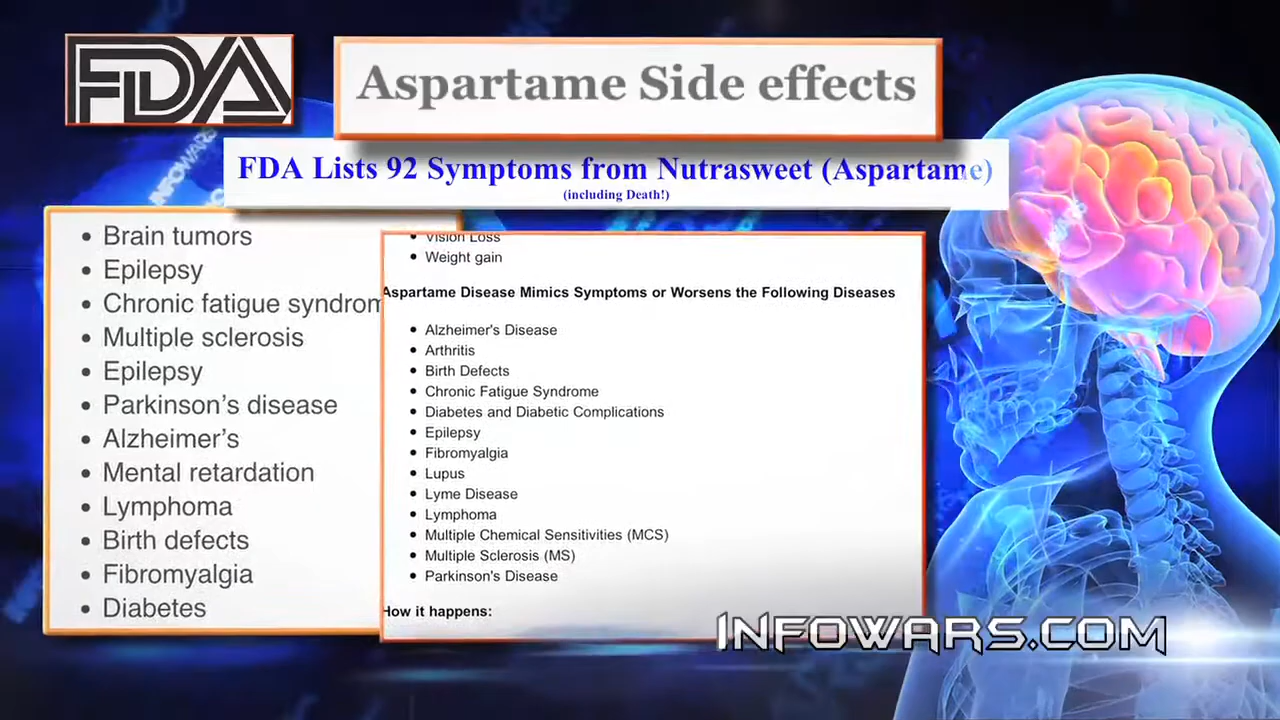 FDA
Aspartame Side effects
FDA Lists 92 Symptoms from Nutrasweet (Aspartame)
(including Death!)
INFOWARS
• Brain tumors
• Epilepsy
• Chronic fatigue syndrom
• Multiple sclerosis
• Epilepsy
• Parkinson's disease
• Alzheimer's
• Mental retardation
• Lymphoma
• Birth defects
• Fibromyalgia
• Diabetes
• Vision Loss
• Weight gain
Aspartame Disease Mimics Symptoms or Worsens the Following Diseases
• Alzheimer's Disease
• Arthritis
• Birth Defects
• Chronic Fatigue Syndrome
• Diabetes and Diabetic Complications
• Epilepsy
• Fibromyalgia
• Lupus
• Lyme Disease
• Lymphoma
• Multiple Chemical Sensitivities (MCS)
• Multiple Sclerosis (MS)
• Parkinson's Disease
How it happens:
INFOWARS.COM